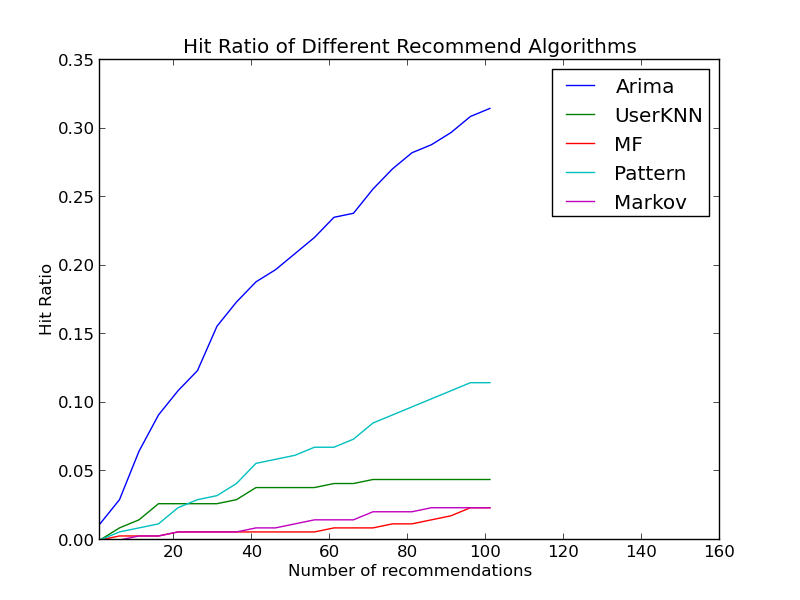 Hit Ratio of Different Recommend Algorithms
0.35
0.30
0.25
0.20
0.15
0.10
0.05
0.00
Hit Ratio
Arima
UserKNN
MF
Pattern
Markov
20 40 60 80 100 120 140 160
Number of recommendations